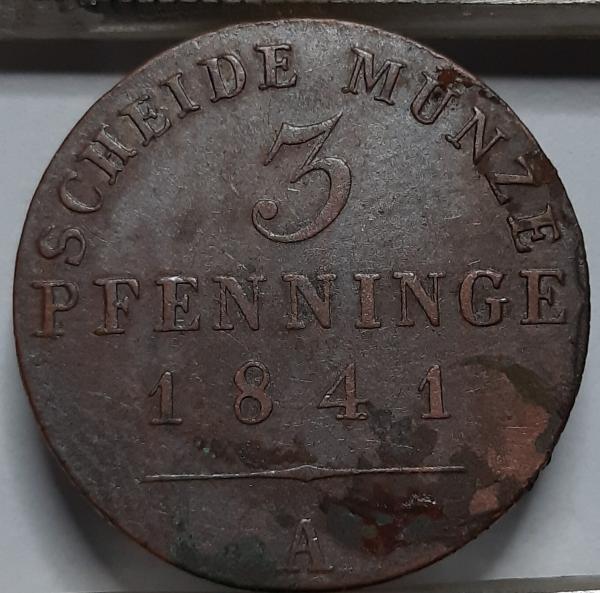 SCHEIDE MÜNZE
3
PFENNINGE
1841
A